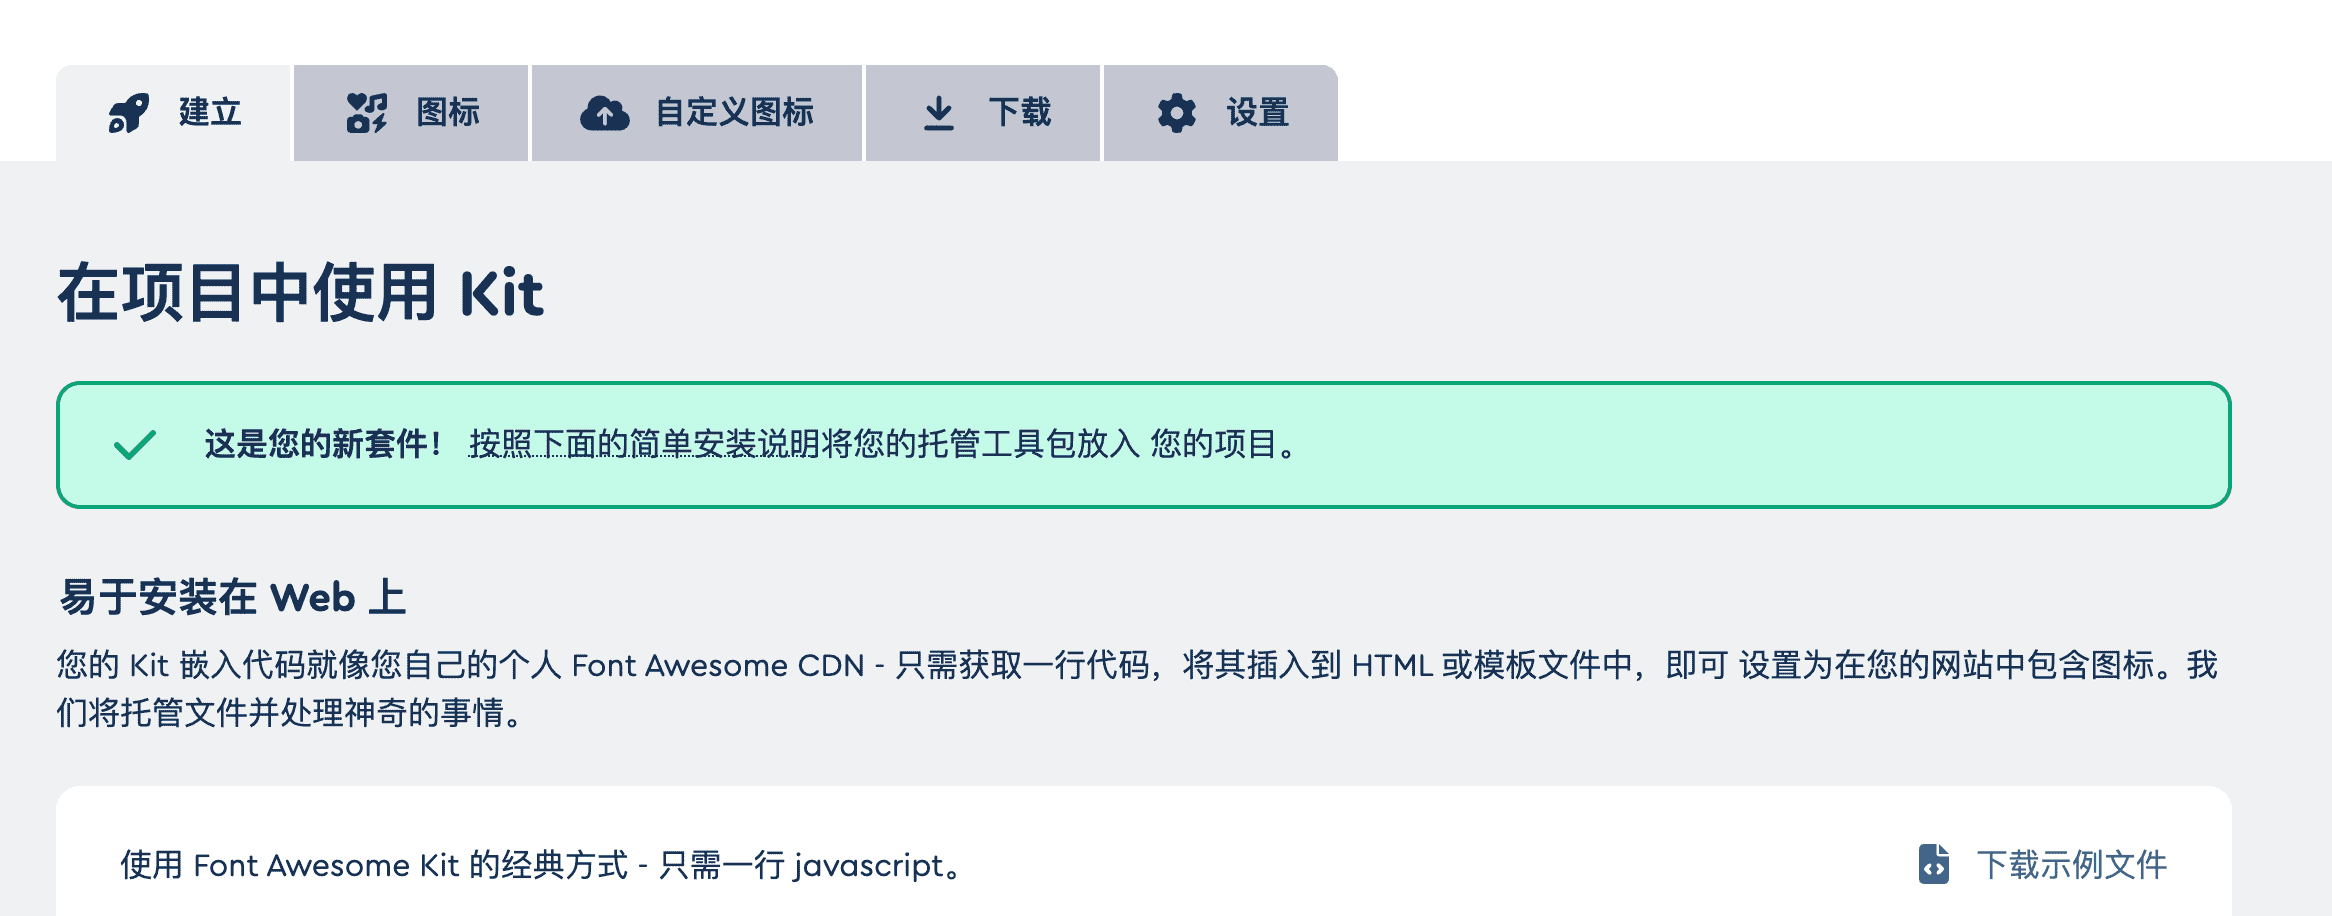 建立 图标 自定义图标 下载 设置
在项目中使用 Kit
这是您的新套件！ 按照下面的简单安装说明将您的托管工具包放入 您的项目。
易于安装在 Web 上
您的 Kit 嵌入代码就像您自己的个人 Font Awesome CDN - 只需获取一行代码，将其插入到 HTML 或模板文件中，即可 设置为在您的网站中包含图标。我
们将托管文件并处理神奇的事情。
使用 Font Awesome Kit 的经典方式 - 只需一行 javascript。 下载示例文件